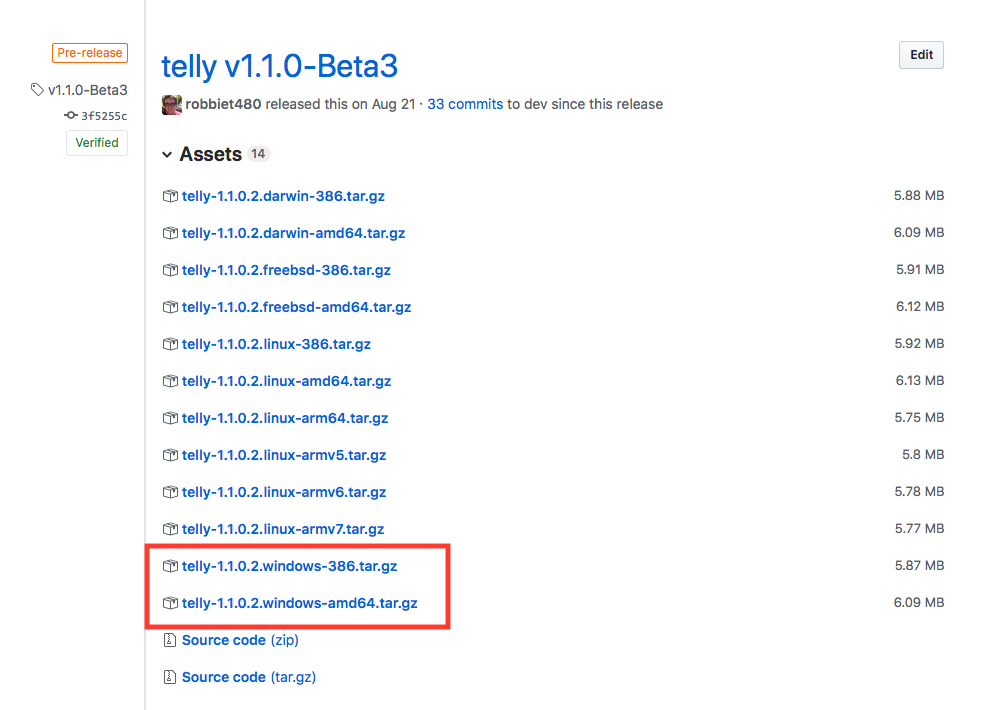 Pre-release
v1.1.0-Beta3
3f5255c
Verified
telly v1.1.0-Beta3
Edit
robbiet480 released this on Aug 21 · 33 commits to dev since this release
Assets 14
telly-1.1.0.2.darwin-386.tar.gz 5.88 MB
telly-1.1.0.2.darwin-amd64.tar.gz 6.09 MB
telly-1.1.0.2.freebsd-386.tar.gz 5.91 MB
telly-1.1.0.2.freebsd-amd64.tar.gz 6.12 MB
telly-1.1.0.2.linux-386.tar.gz 5.92 MB
telly-1.1.0.2.linux-amd64.tar.gz 6.13 MB
telly-1.1.0.2.linux-arm64.tar.gz 5.75 MB
telly-1.1.0.2.linux-armv5.tar.gz 5.8 MB
telly-1.1.0.2.linux-armv6.tar.gz 5.78 MB
telly-1.1.0.2.linux-armv7.tar.gz 5.77 MB
telly-1.1.0.2.windows-386.tar.gz 5.87 MB
telly-1.1.0.2.windows-amd64.tar.gz 6.09 MB
Source code (zip)
Source code (tar.gz)